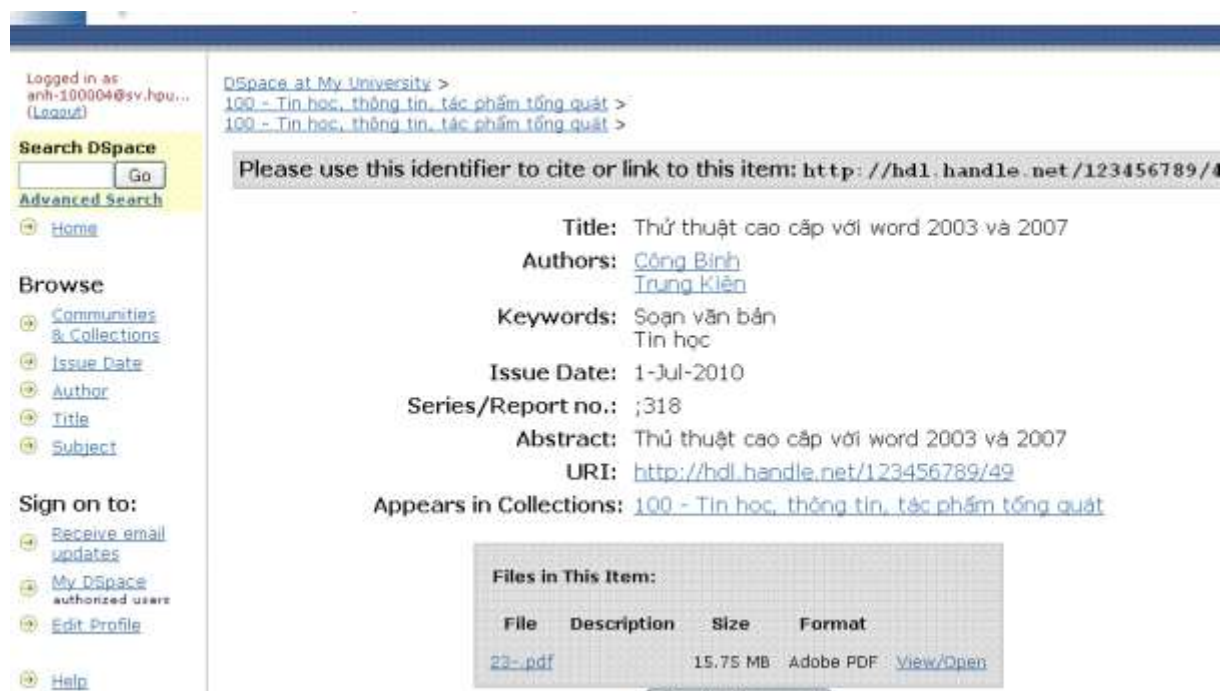 Logged in as
anh-100004@sv.hpu...
(Logout)
Search DSpace
Go
Advanced Search
Home
Browse
Communities
& Collections
Issue Date
Author
Title
Subject
Sign on to:
Receive email
updates
My DSpace
authorized users
Edit Profile
Help
DSpace at My University >
100 - Tin học, thông tin, tác phẩm tổng quát >
100 - Tin học, thông tin, tác phẩm tổng quát >
Please use this identifier to cite or link to this item: http://hdl.handle.net/123456789/4
Title: Thử thuật cao cấp với word 2003 và 2007
Authors: Công Bình
Trung Kiên
Keywords: Soạn văn bản
Tin học
Issue Date: 1-Jul-2010
Series/Report no.: ;318
Abstract: Thủ thuật cao cấp với word 2003 và 2007
URI: http://hdl.handle.net/123456789/49
Appears in Collections: 100 - Tin học, thông tin, tác phẩm tổng quát
Files in This Item:
File Description Size Format
23-.pdf 15.75 MB Adobe PDF View/Open